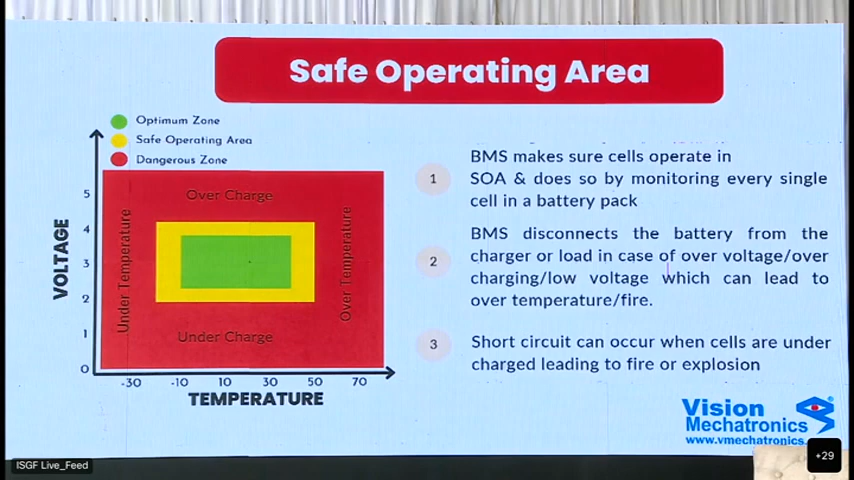 Safe Operating Area
Optimum Zone
Safe Operating Area
Dangerous Zone
VOLTAGE
5
4
3
2
1
0
Over Charge
Under Temperature
Over Temperature
Under Charge
-30 -10 10 30 50 70
TEMPERATURE
1
BMS makes sure cells operate in
SOA & does so by monitoring every single
cell in a battery pack
2
BMS disconnects the battery from the
charger or load in case of over voltage/over
charging/low voltage which can lead to
over temperature/fire.
3
Short circuit can occur when cells are under
charged leading to fire or explosion
Vision
Mechatronics
www.vmechatronics.
ISGF Live_Feed
+29